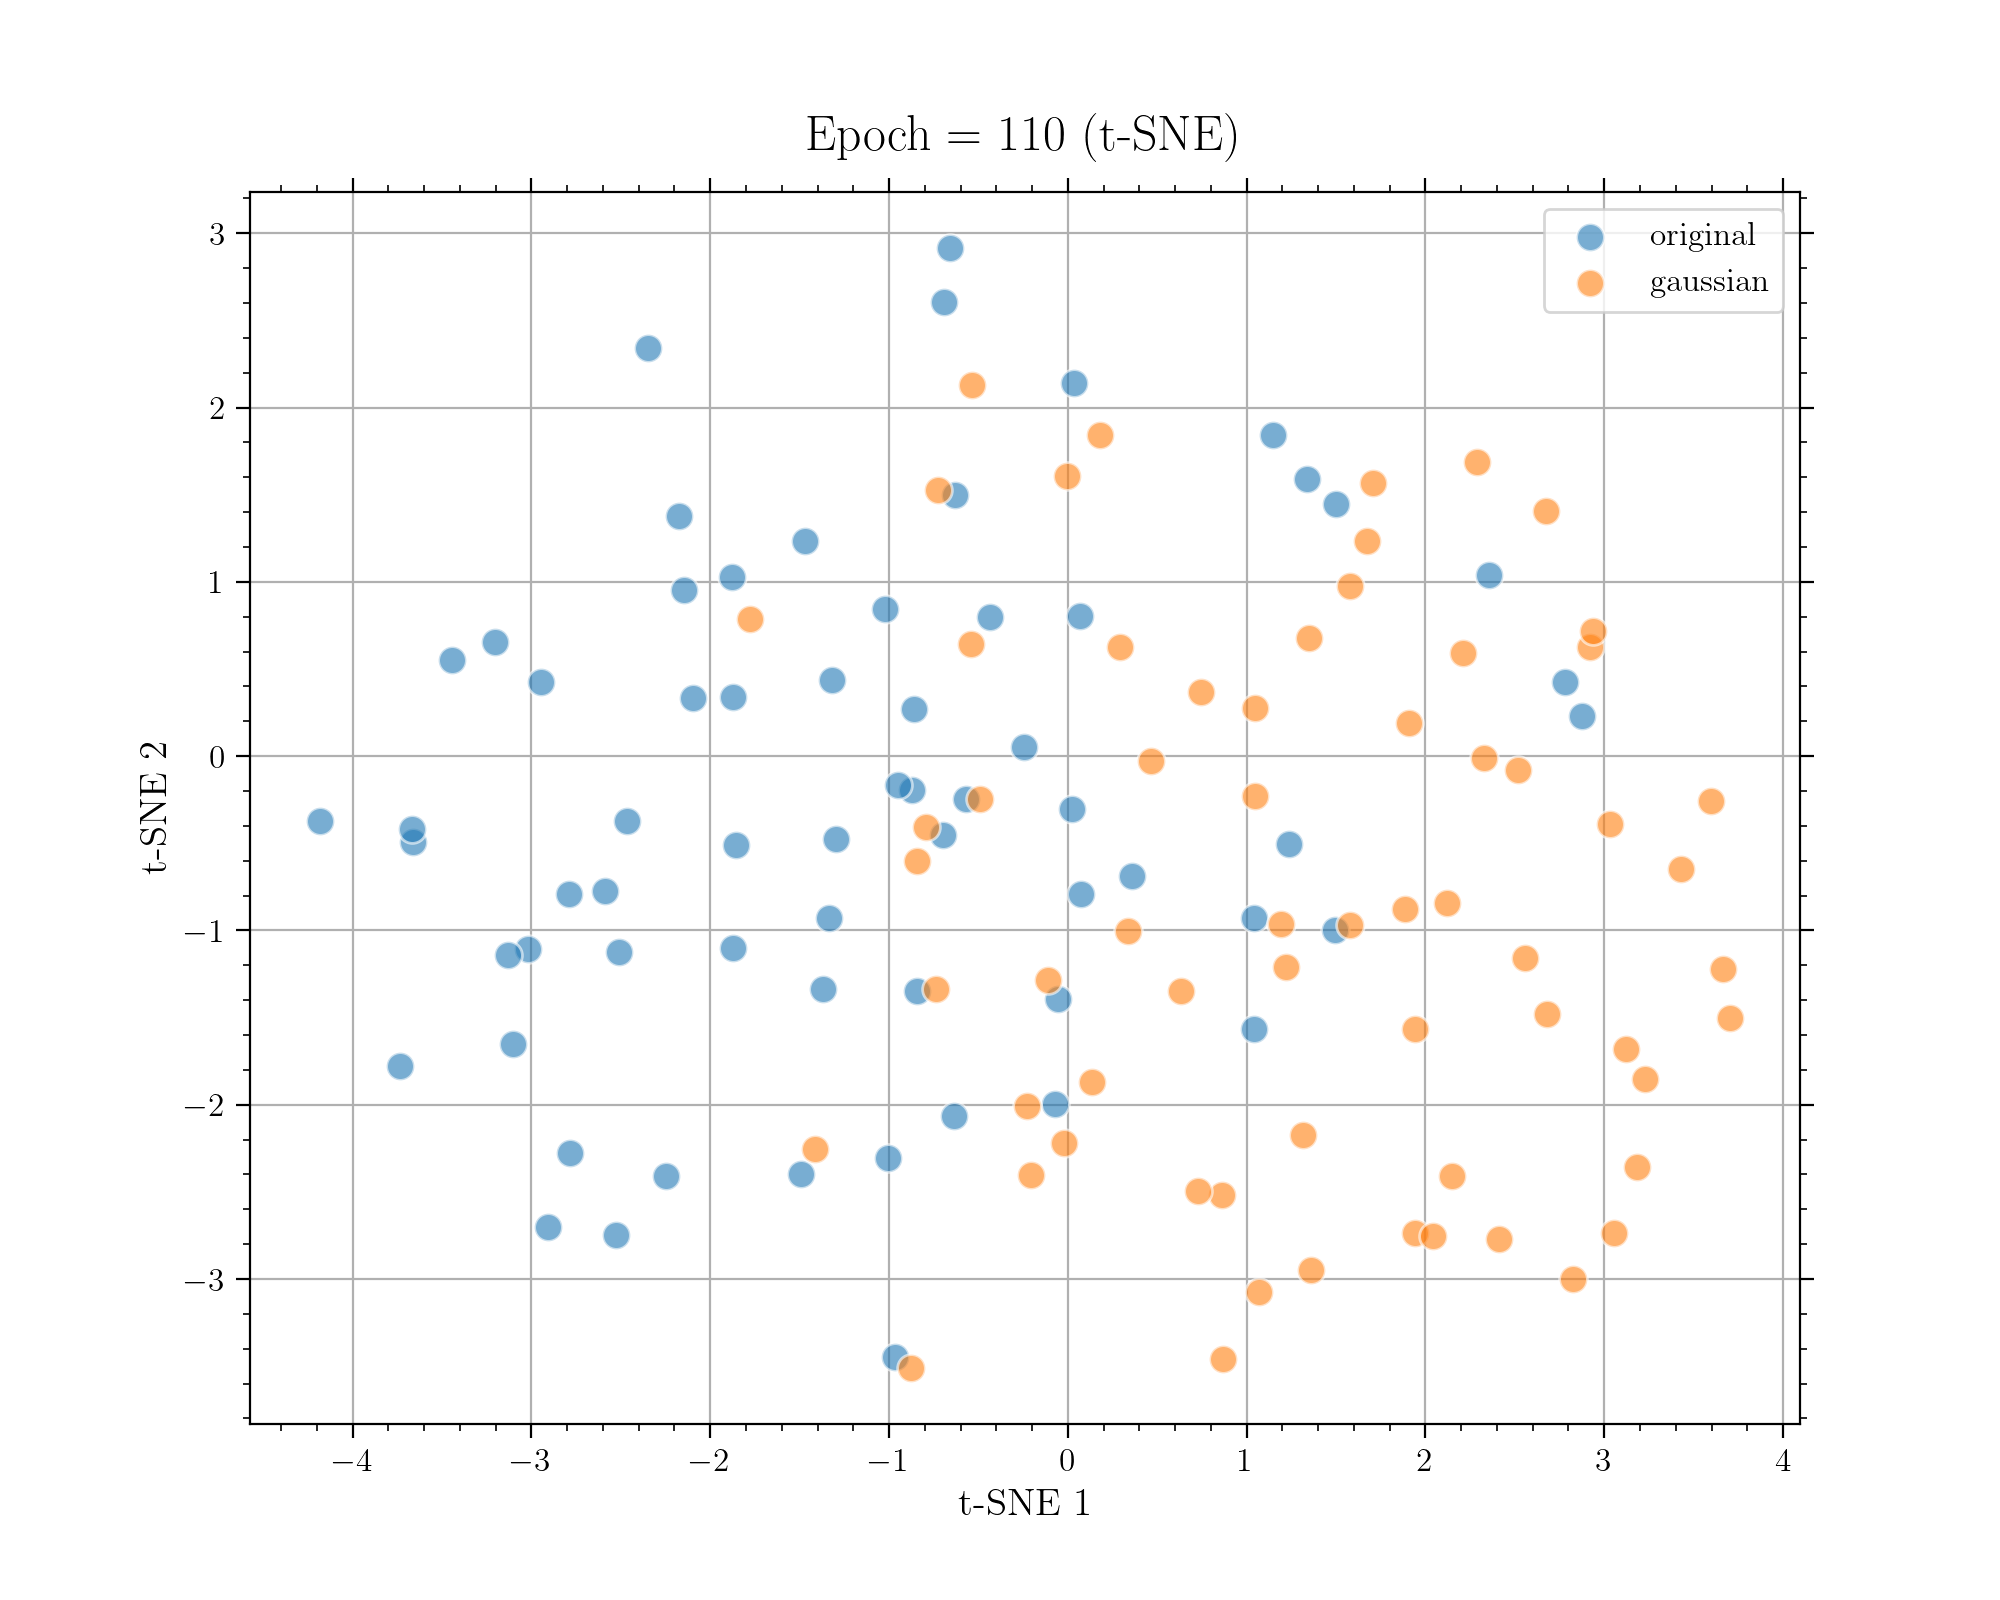 Epoch = 110 (t-SNE)
original
gaussian
3
2
1
0
−1
−2
−3
t-SNE 2
−4 −3 −2 −1 0 1 2 3 4
t-SNE 1